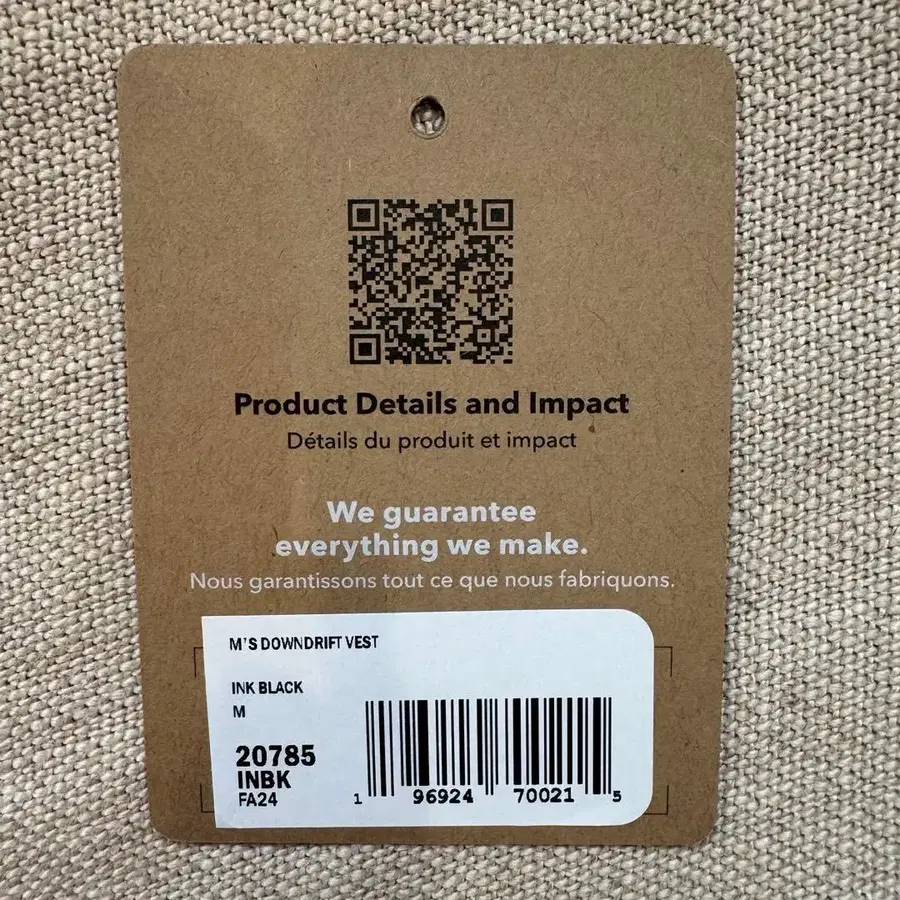 Product Details and Impact
Détails du produit et impact
We guarantee
everything we make.
Nous garantissons tout ce que nous fabriquons.
M'S DOWNDRIFT VEST
INK BLACK
M
20785
INBK
FA24
1 96924 70021 5